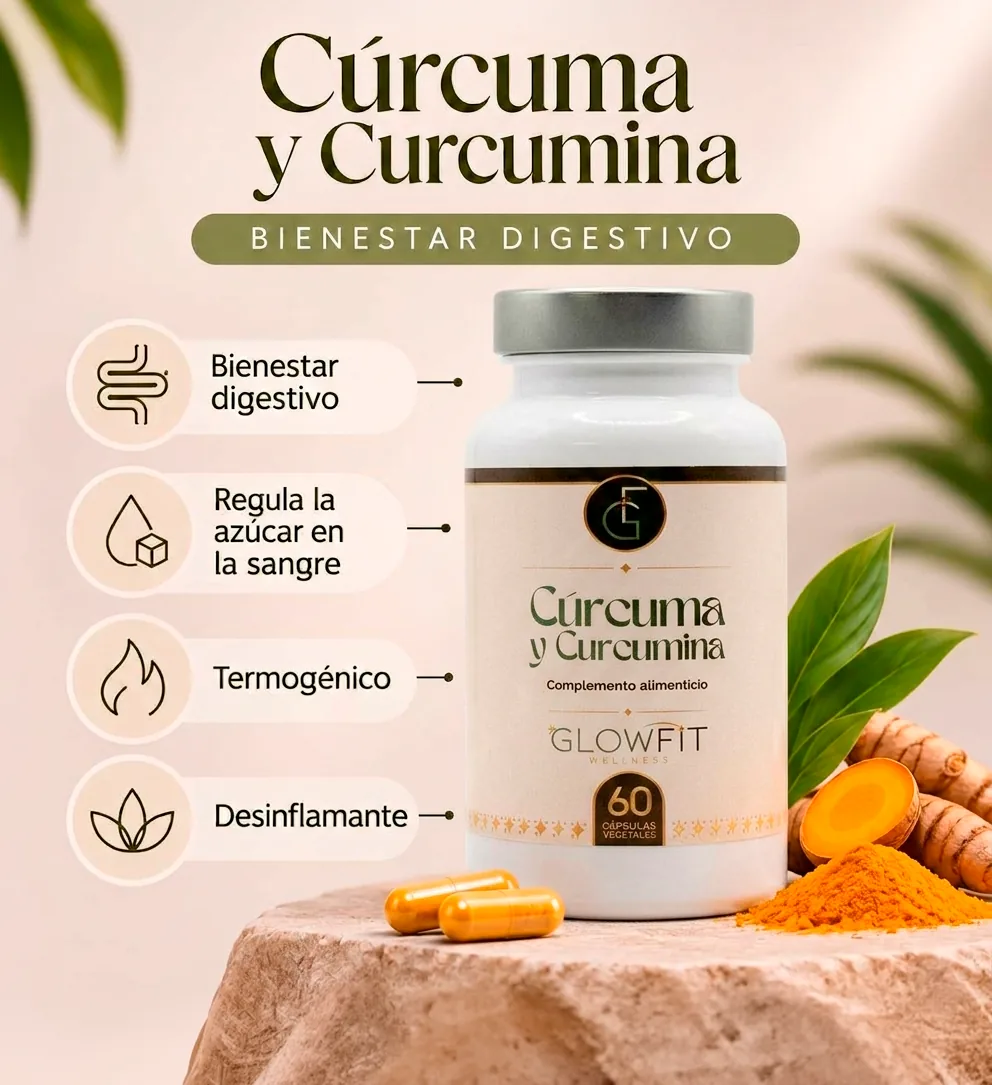 Cúrcuma
y Curcumina
BIENESTAR DIGESTIVO
Bienestar
digestivo
Regula la
azúcar en
la sangre
Termogénico
Desinflamante
GF
Cúrcuma
y Curcumina
Complemento alimenticio
GLOWFIT
WELLNESS
60
CÁPSULAS
VEGETALES